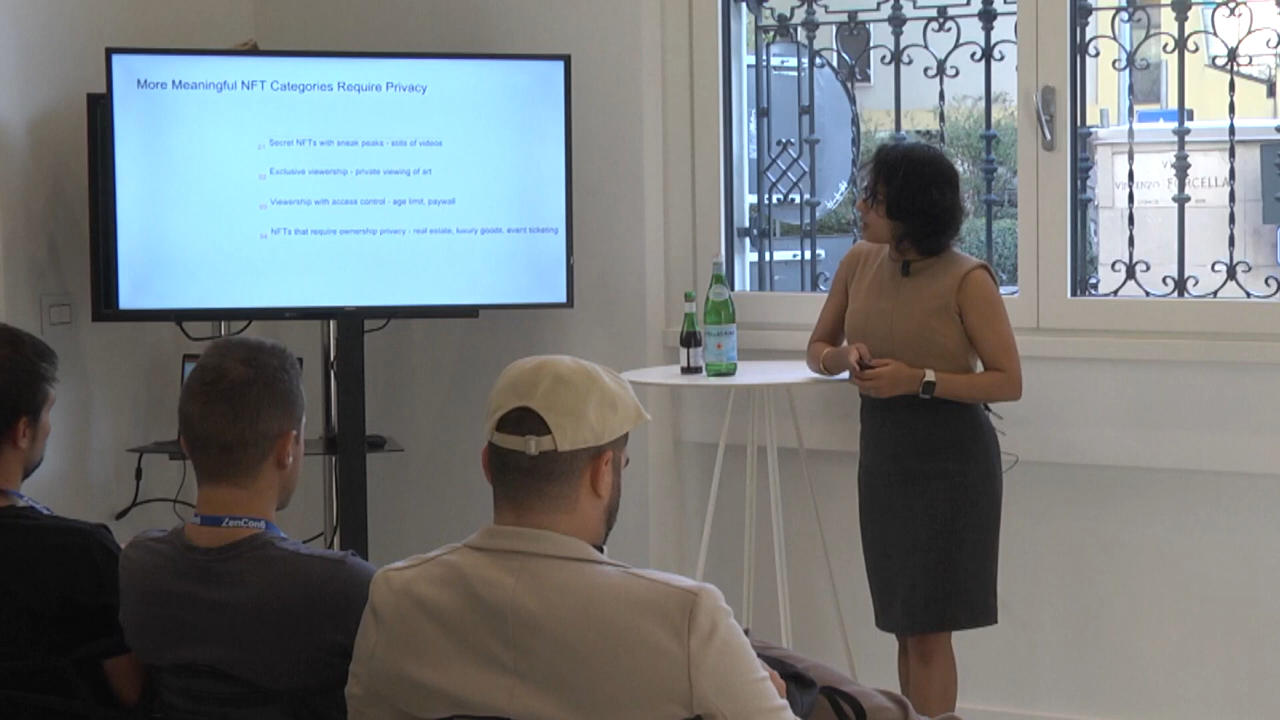 More Meaningful NFT Categories Require Privacy
Secret NFTs with sneak peaks - stills of videos
Exclusive viewership - private viewing of art
Viewership with access control - age limit, paywall
NFTs that require ownership privacy - real estate, luxury goods, event ticketing
ZenCon0